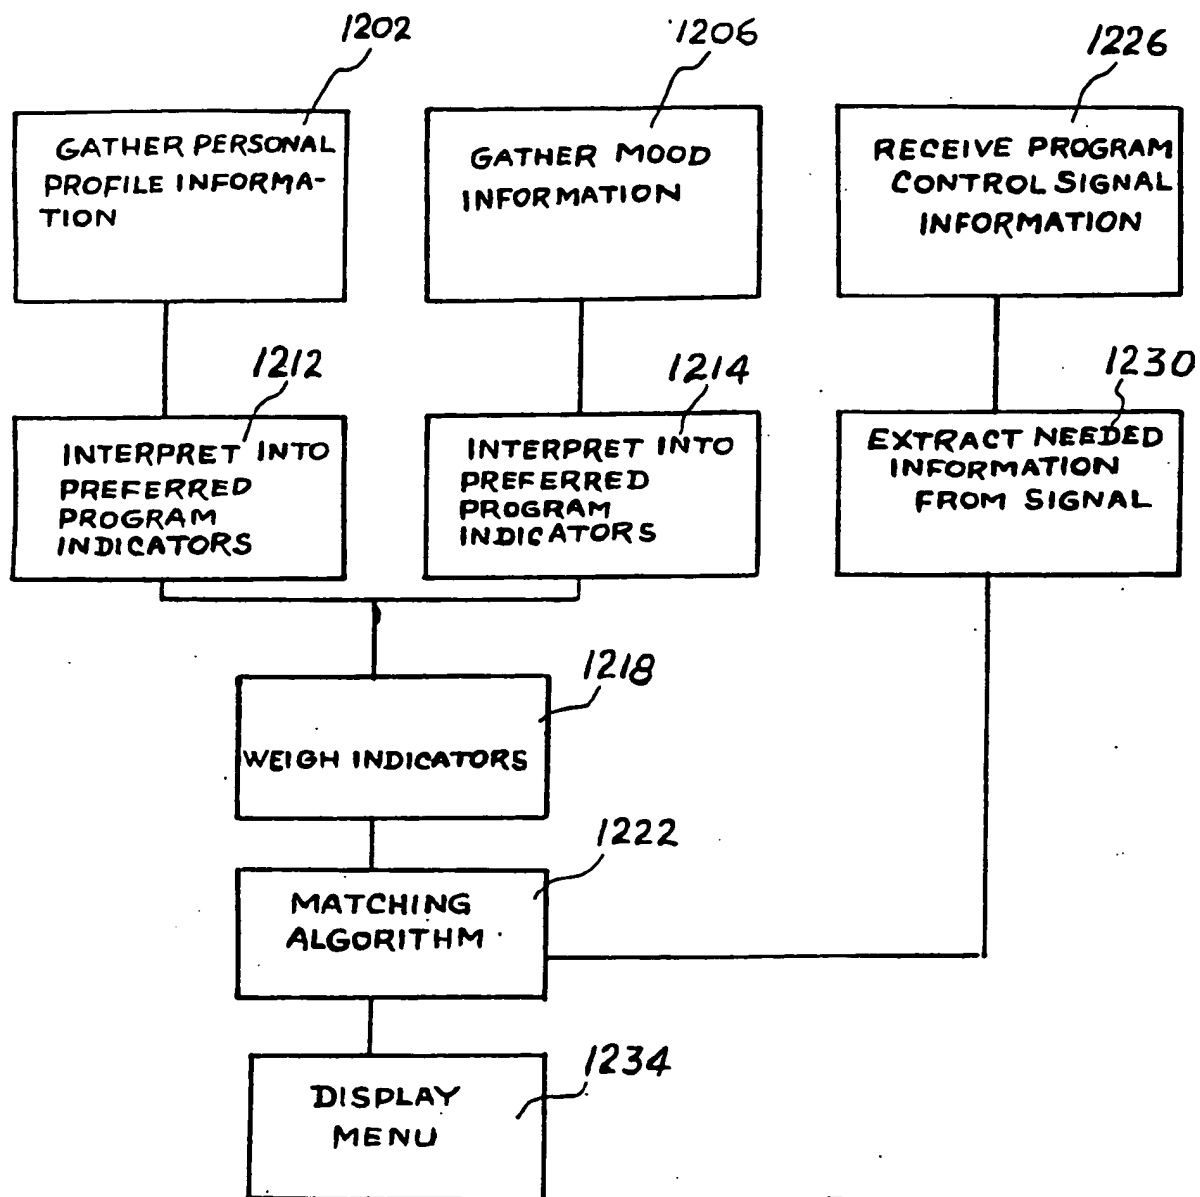 1202
1206
1226
GATHER PERSONAL
PROFILE INFORMA-
TION
GATHER MOOD
INFORMATION
RECEIVE PROGRAM
CONTROL SIGNAL
INFORMATION
1212
1214
1230
INTERPRET INTO
PREFERRED
PROGRAM
INDICATORS
INTERPRET INTO
PREFERRED
PROGRAM
INDICATORS
EXTRACT NEEDED
INFORMATION
FROM SIGNAL
1218
WEIGH INDICATORS
1222
MATCHING
ALGORITHM
1234
DISPLAY
MENU